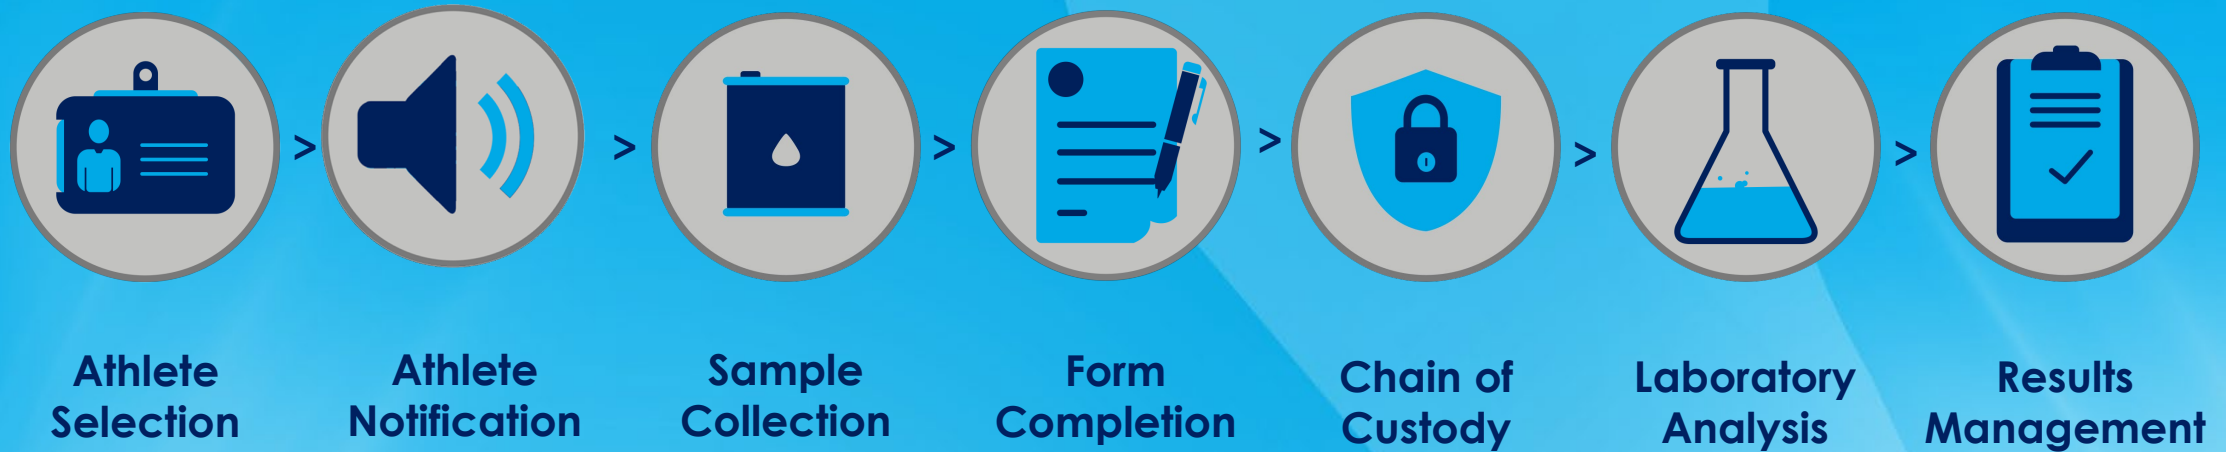 > > > > > >
Athlete
Selection
Athlete
Notification
Sample
Collection
Form
Completion
Chain of
Custody
Laboratory
Analysis
Results
Management